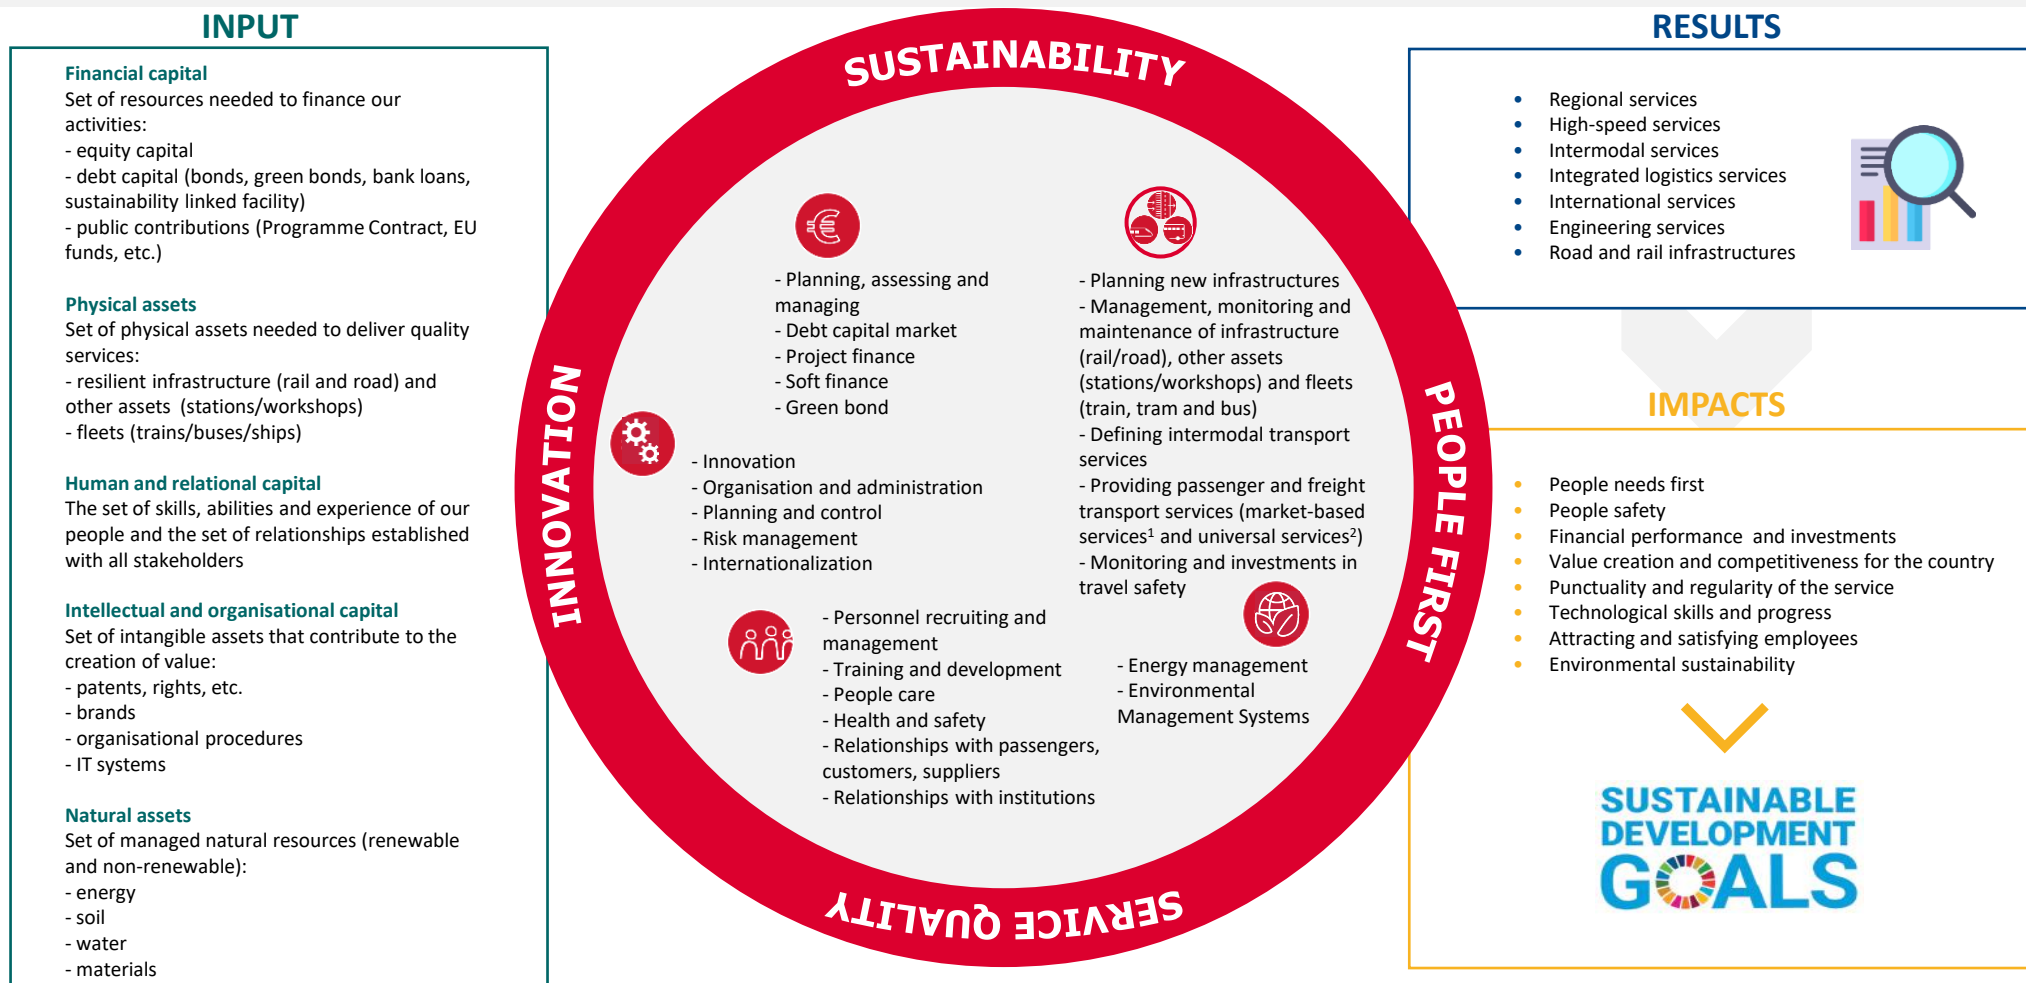 INPUT
Financial capital
Set of resources needed to finance our
activities:
- equity capital
- debt capital (bonds, green bonds, bank loans,
sustainability linked facility)
- public contributions (Programme Contract, EU
funds, etc.)
Physical assets
Set of physical assets needed to deliver quality
services:
- resilient infrastructure (rail and road) and
other assets (stations/workshops)
- fleets (trains/buses/ships)
Human and relational capital
The set of skills, abilities and experience of our
people and the set of relationships established
with all stakeholders
Intellectual and organisational capital
Set of intangible assets that contribute to the
creation of value:
- patents, rights, etc.
- brands
- organisational procedures
- IT systems
Natural assets
Set of managed natural resources (renewable
and non-renewable):
- energy
- soil
- water
- materials
SUSTAINABILITY
INNOVATION
PEOPLE FIRST
SERVICE QUALITY
€
- Planning, assessing and
managing
- Debt capital market
- Project finance
- Soft finance
- Green bond
- Innovation
- Organisation and administration
- Planning and control
- Risk management
- Internationalization
- Personnel recruiting and
management
- Training and development
- People care
- Health and safety
- Relationships with passengers,
customers, suppliers
- Relationships with institutions
- Planning new infrastructures
- Management, monitoring and
maintenance of infrastructure
(rail/road), other assets
(stations/workshops) and fleets
(train, tram and bus)
- Defining intermodal transport
services
- Providing passenger and freight
transport services (market-based
services¹ and universal services²)
- Monitoring and investments in
travel safety
- Energy management
- Environmental
Management Systems
RESULTS
• Regional services
• High-speed services
• Intermodal services
• Integrated logistics services
• International services
• Engineering services
• Road and rail infrastructures
IMPACTS
• People needs first
• People safety
• Financial performance and investments
• Value creation and competitiveness for the country
• Punctuality and regularity of the service
• Technological skills and progress
• Attracting and satisfying employees
• Environmental sustainability
SUSTAINABLE
DEVELOPMENT
GOALS